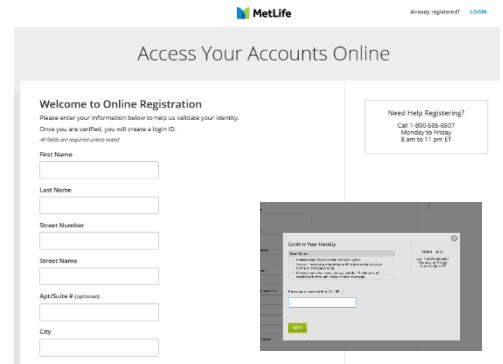 MetLife
Already registered? LOGIN
Access Your Accounts Online
Welcome to Online Registration
Please enter your information below to help us validate your identity.
Once you are verified, you will create a login ID.
All fields are required unless noted
First Name
Last Name
Street Number
Street Name
Apt/Suite # (optional)
City
Need Help Registering?
Call 1-800-585-6507
Monday to Friday
8 am to 11 pm ET
Confirm Your Identity
Need Help?